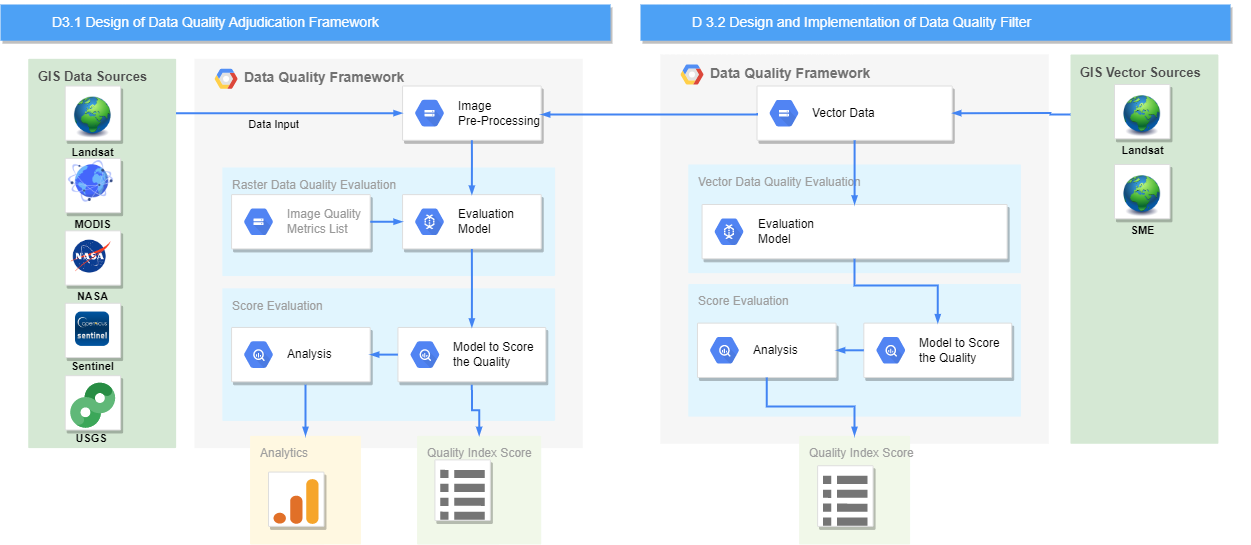 D3.1 Design of Data Quality Adjudication Framework
D 3.2 Design and Implementation of Data Quality Filter
GIS Data Sources
Landsat
MODIS
NASA
NASA
Copernicus
sentinel
Sentinel
USGS
Data Input
Data Quality Framework
Image
Pre-Processing
Raster Data Quality Evaluation
Image Quality
Metrics List
Evaluation
Model
Score Evaluation
Analysis
Model to Score
the Quality
Analytics
Quality Index Score
Data Quality Framework
Vector Data
Vector Data Quality Evaluation
Evaluation
Model
Score Evaluation
Analysis
Model to Score
the Quality
Quality Index Score
GIS Vector Sources
Landsat
SME